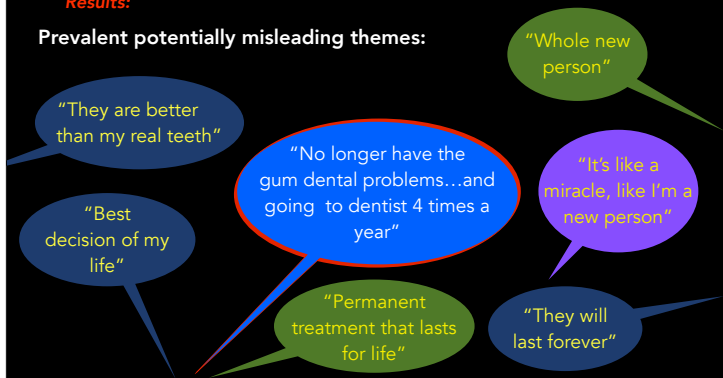 Results:
Prevalent potentially misleading themes:
“Whole new
person“
“They are better
than my real teeth”
“No longer have the
gum dental problems…and
going  to dentist 4 times a
year”
“It’s like a
miracle, like I’m a
new person”
“Best
decision of my
life“
“Permanent
treatment that lasts
for life“
“They will
last forever”